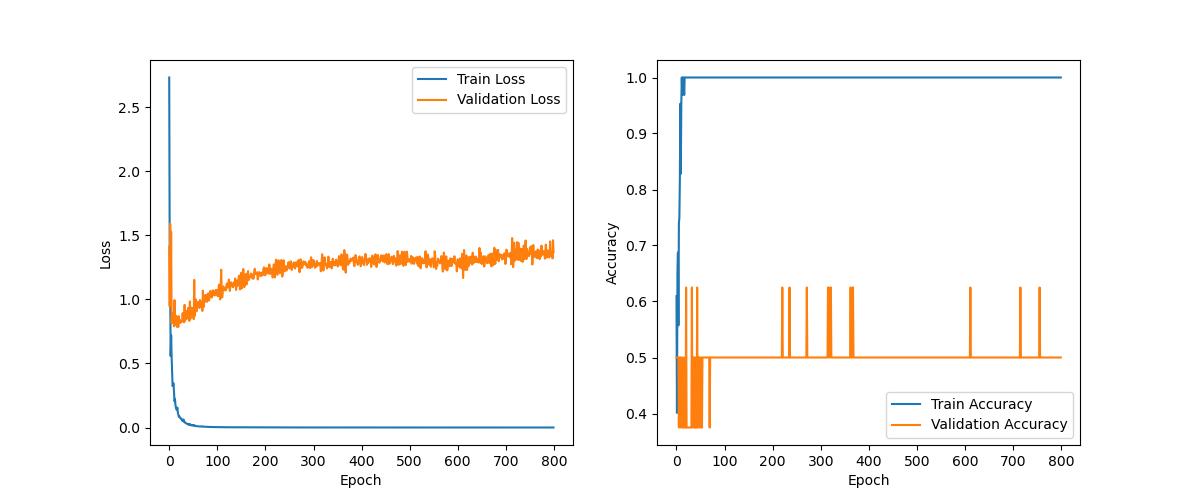 Train Loss
Validation Loss
2.5
2.0
1.5
1.0
0.5
0.0
Loss
0 100 200 300 400 500 600 700 800
Epoch
1.0
0.9
0.8
0.7
0.6
0.5
0.4
Accuracy
Train Accuracy
Validation Accuracy
0 100 200 300 400 500 600 700 800
Epoch